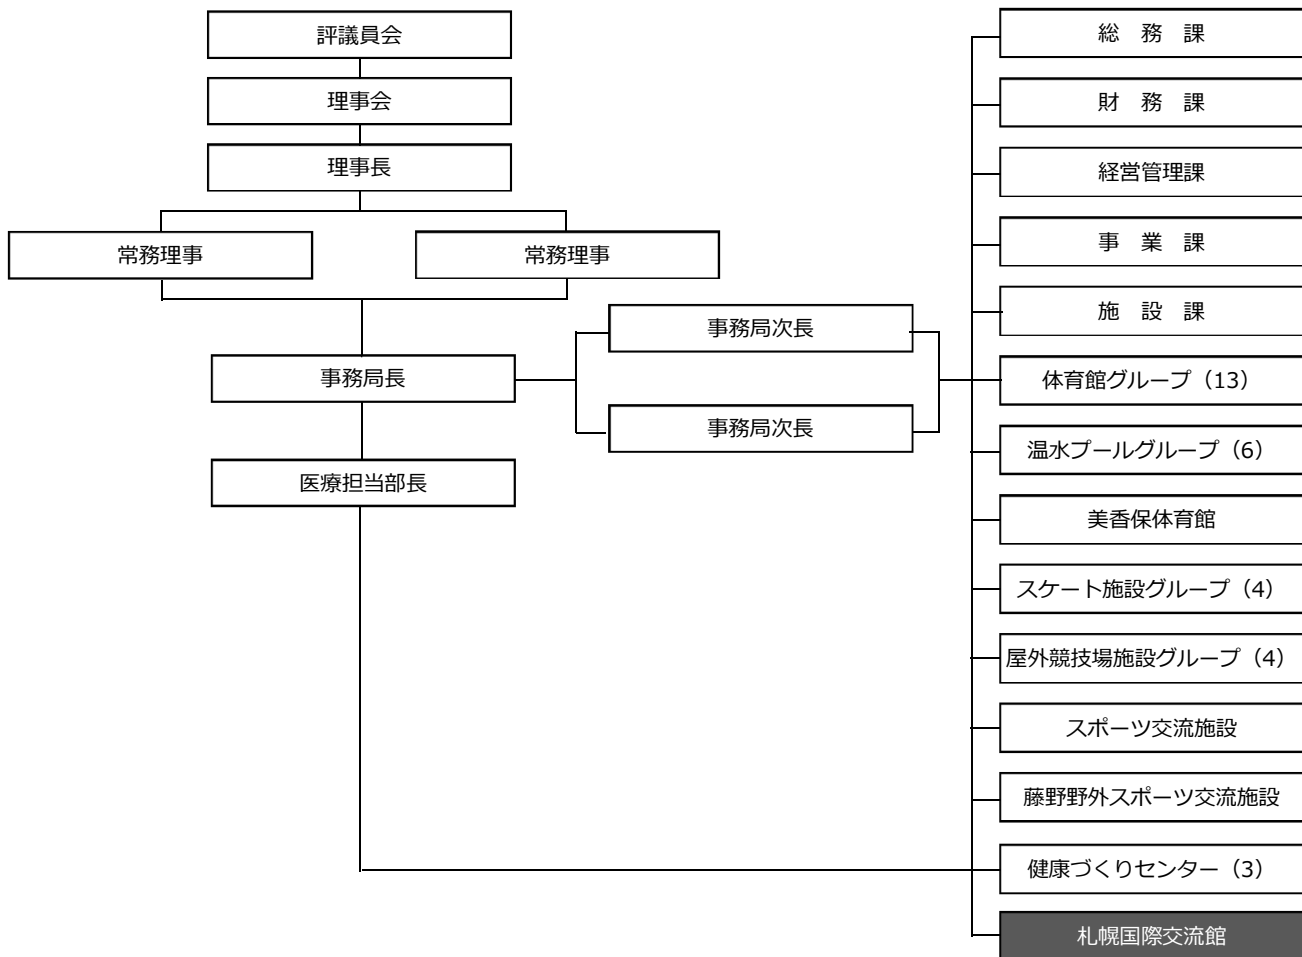 評議員会
理事会
理事長
常務理事
常務理事
事務局長
医療担当部長
事務局次長
事務局次長
総　務　課
財　務　課
経営管理課
事　業　課
施　設　課
体育館グループ（13）
温水プールグループ（6）
美香保体育館
スケート施設グループ（4）
屋外競技場施設グループ（4）
スポーツ交流施設
藤野野外スポーツ交流施設
健康づくりセンター（3）
札幌国際交流館